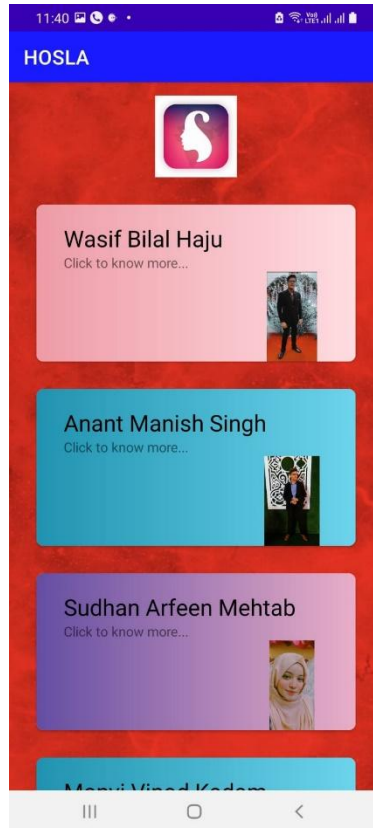 11:40
HOSLA
Wasif Bilal Haju
Click to know more...
Anant Manish Singh
Click to know more...
Sudhan Arfeen Mehtab
Click to know more...